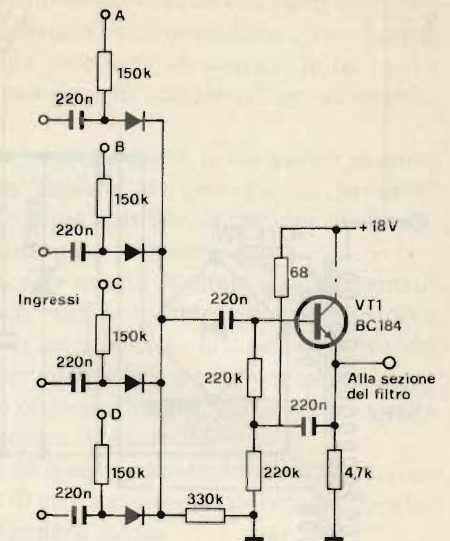 A
150k
220n
B
150k
220n
+18V
C
68
220n
VT1
BC184
Ingressi
150k
220n
220k
Alla sezione
del filtro
220n
D
150k
220k
4,7k
220n
330k